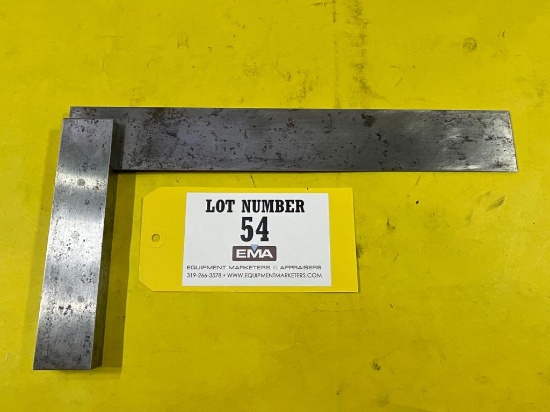 LOT NUMBER
54
EMA
EQUIPMENT MARKETERS & APPRAISERS
319-266-3578 • WWW.EQUIPMENTMARKETERS.COM